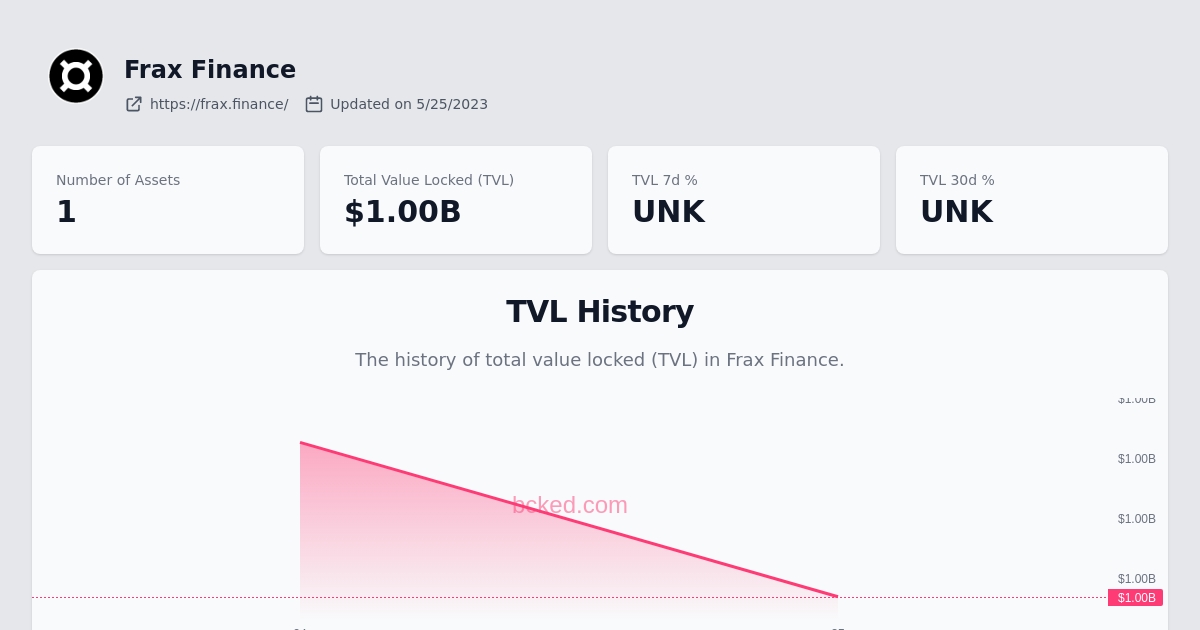 Frax Finance
https://frax.finance/ Updated on 5/25/2023
Number of Assets
1
Total Value Locked (TVL)
$1.00B
TVL 7d %
UNK
TVL 30d %
UNK
TVL History
The history of total value locked (TVL) in Frax Finance.
$1.00B
$1.00B
bcked.com
$1.00B
$1.00B
$1.00B